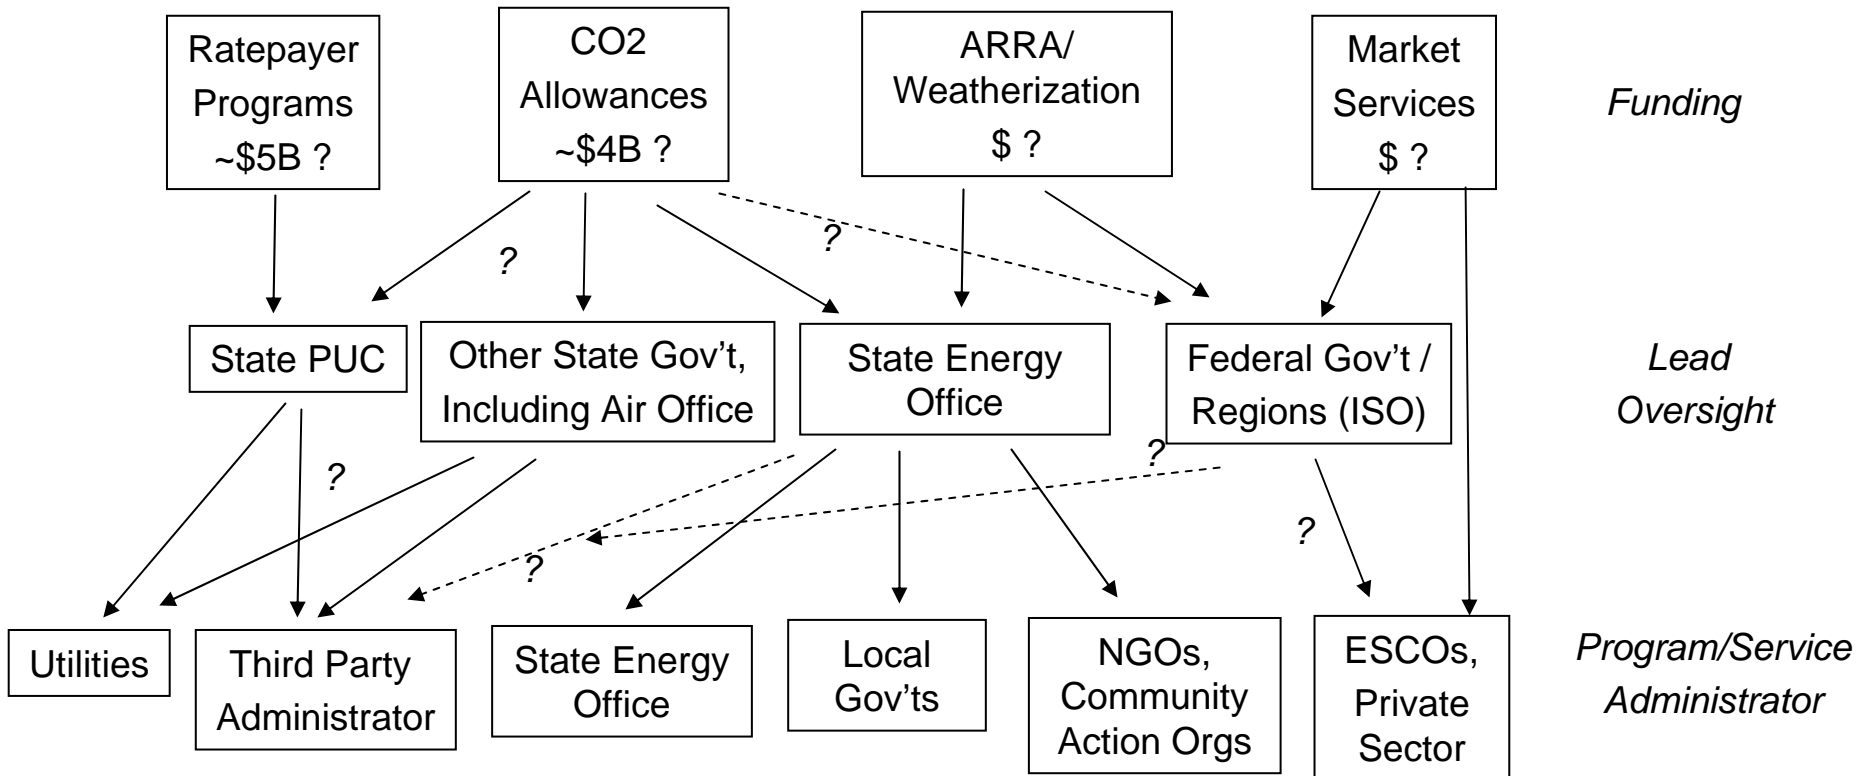 Ratepayer
Programs
~$5B ?
CO2
Allowances
~$4B ?
ARRA/
Weatherization
$ ?
Market
Services
$ ?
Funding
?
?
State PUC
Other State Gov’t,
Including Air Office
State Energy
Office
Federal Gov’t /
Regions (ISO)
Lead
Oversight
?
?
?
?
Utilities
Third Party
Administrator
State Energy
Office
Local
Gov’ts
NGOs,
Community
Action Orgs
ESCOs,
Private
Sector
Program/Service
Administrator